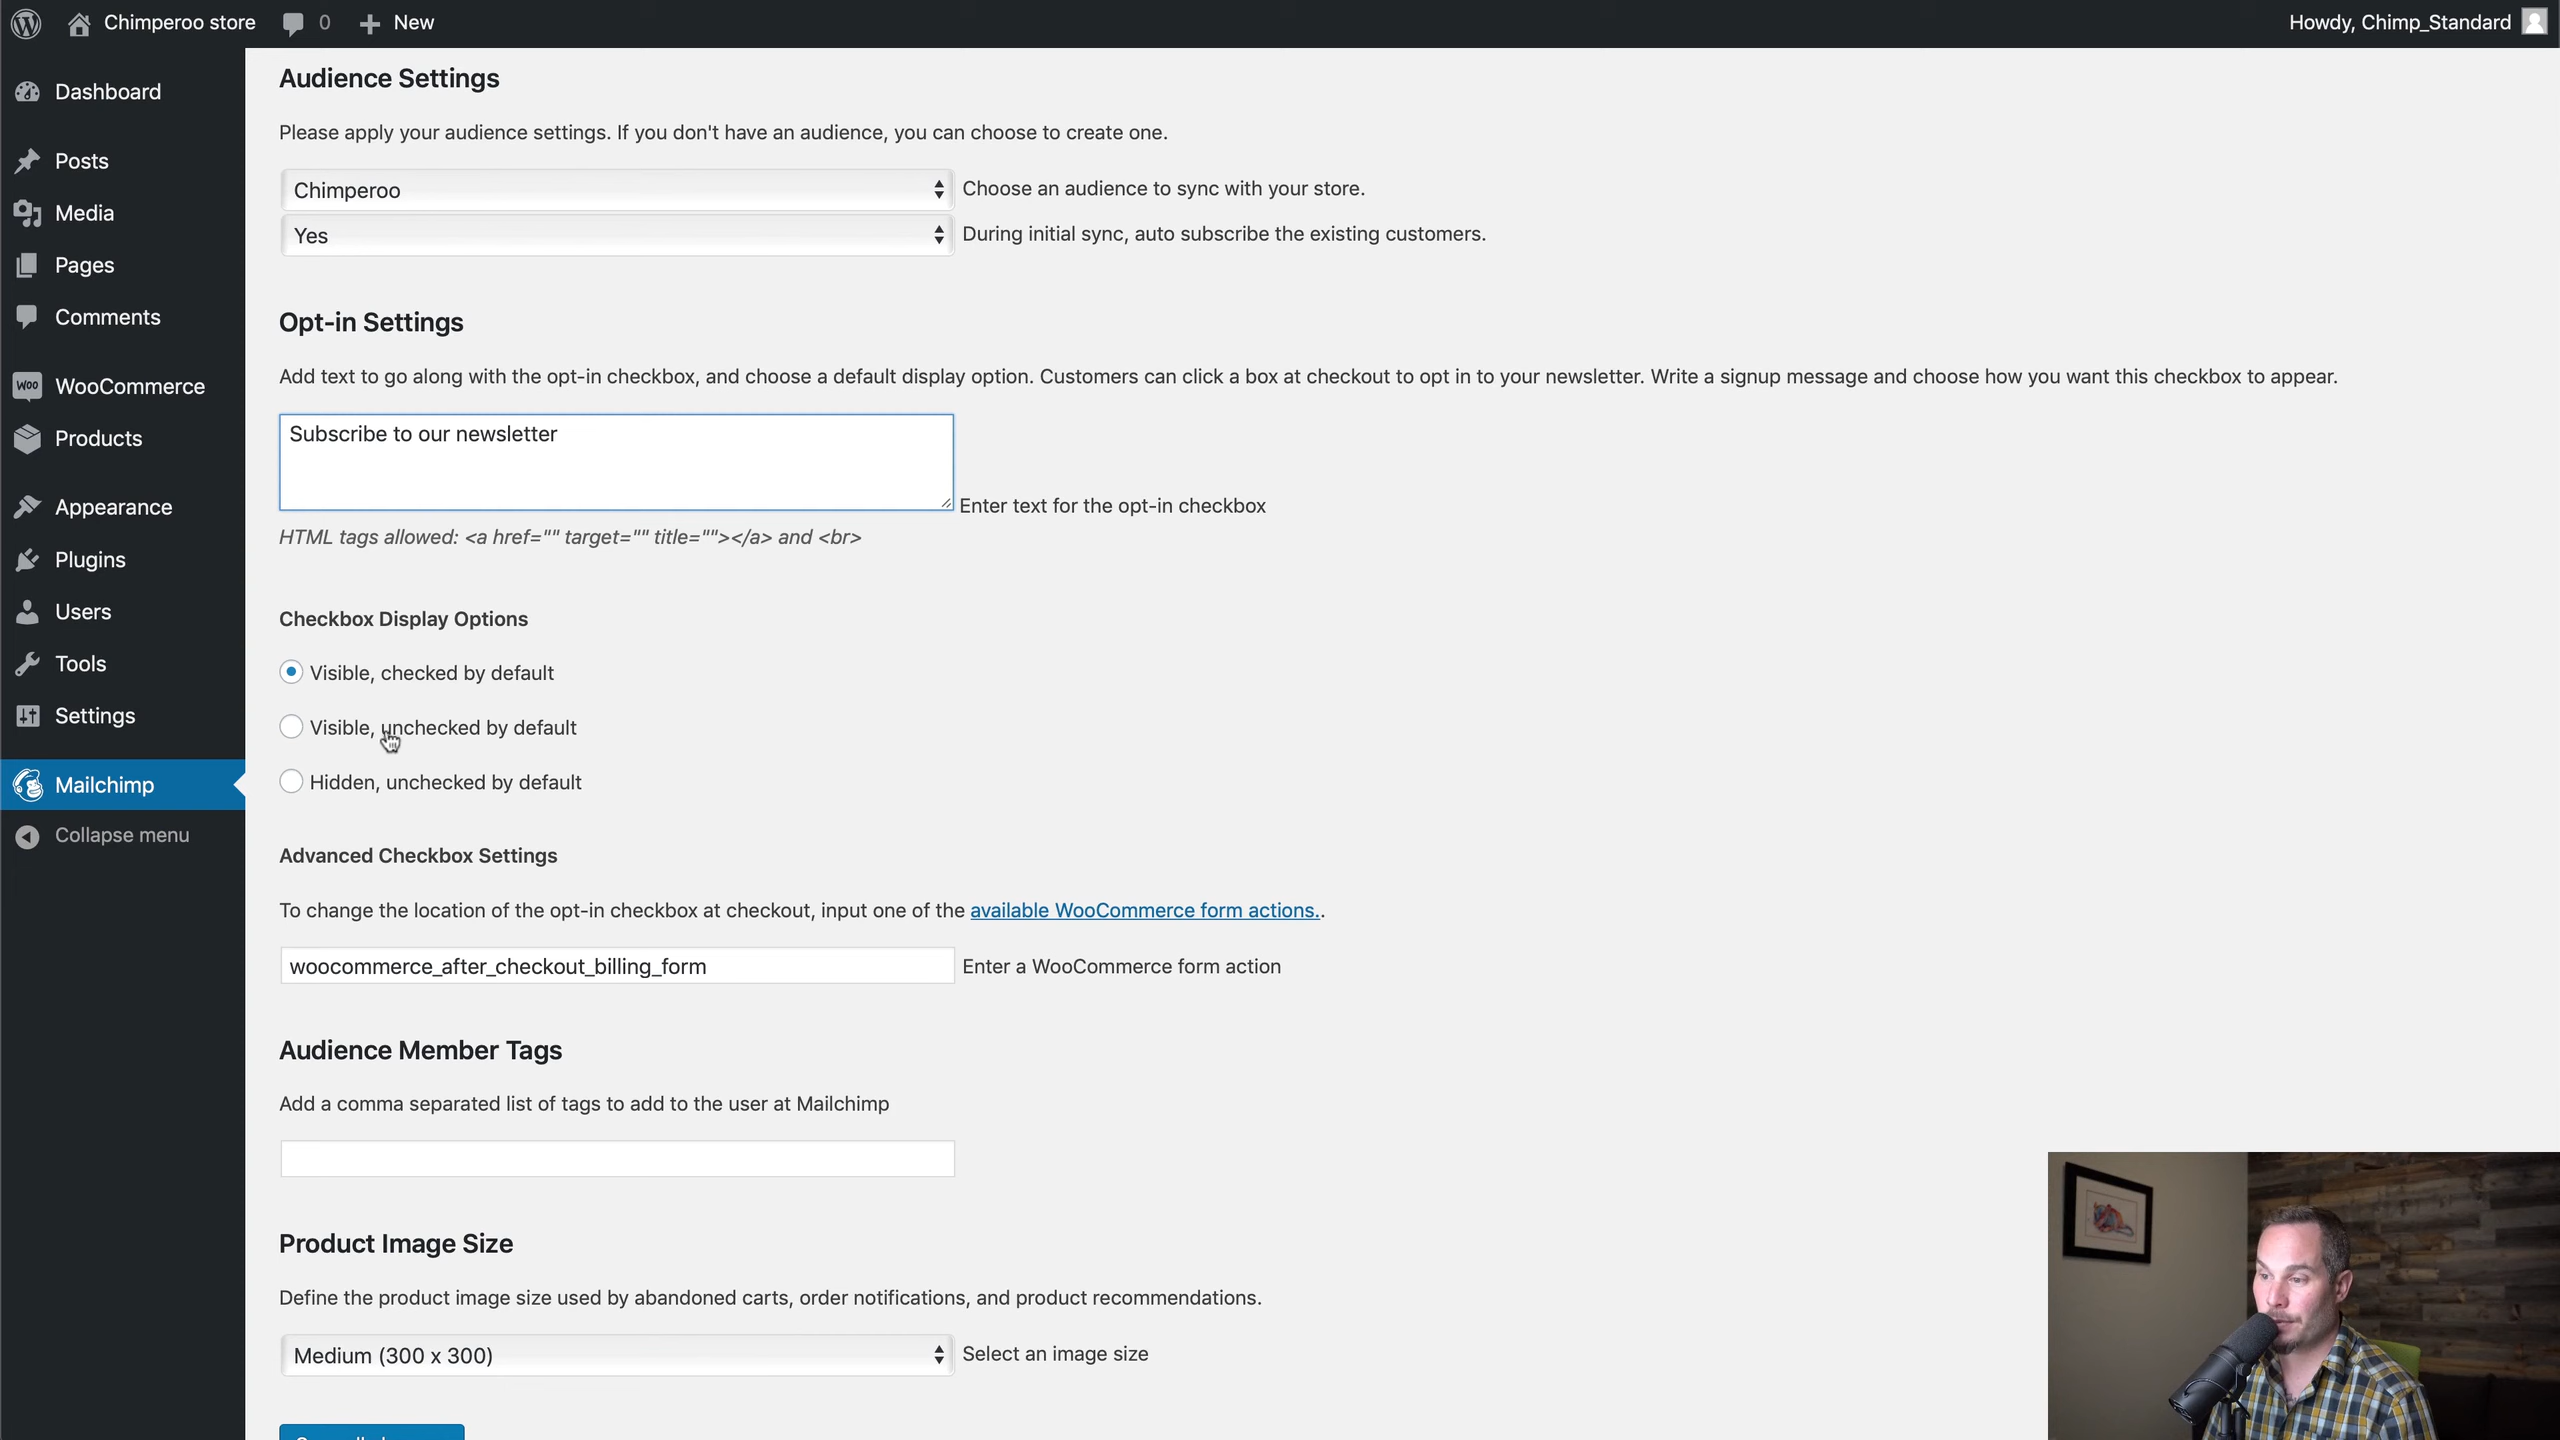 Chimperoo store
0
New
Howdy, Chimp_Standard
Dashboard
Posts
Media
Pages
Comments
WOO
WooCommerce
Products
Appearance
Plugins
Users
Tools
Settings
Mailchimp
Collapse menu
Audience Settings
Please apply your audience settings. If you don't have an audience, you can choose to create one.
Chimperoo
Choose an audience to sync with your store.
Yes
During initial sync, auto subscribe the existing customers.
Opt-in Settings
Add text to go along with the opt-in checkbox, and choose a default display option. Customers can click a box at checkout to opt in to your newsletter. Write a signup message and choose how you want this checkbox to appear.
Subscribe to our newsletter
Enter text for the opt-in checkbox
HTML tags allowed: <a href="" target="" title=""></a> and <br>
Checkbox Display Options
Visible, checked by default
Visible, unchecked by default
Hidden, unchecked by default
Advanced Checkbox Settings
To change the location of the opt-in checkbox at checkout, input one of the available WooCommerce form actions..
woocommerce_after_checkout_billing_form
Enter a WooCommerce form action
Audience Member Tags
Add a comma separated list of tags to add to the user at Mailchimp
Product Image Size
Define the product image size used by abandoned carts, order notifications, and product recommendations.
Medium (300 x 300)
Select an image size